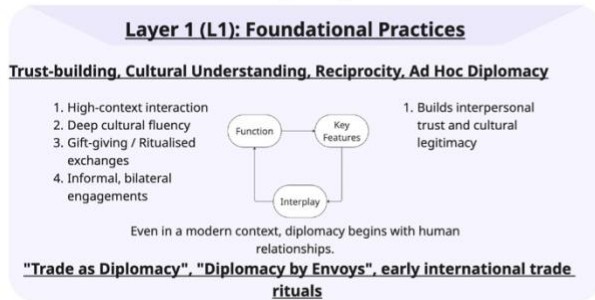 Layer 1 (L1): Foundational Practices
Trust-building, Cultural Understanding, Reciprocity, Ad Hoc Diplomacy
1. High-context interaction
2. Deep cultural fluency
3. Gift-giving / Ritualised
exchanges
4. Informal, bilateral
engagements
Function
Key
Features
Interplay
1. Builds interpersonal
trust and cultural
legitimacy
Even in a modern context, diplomacy begins with human
relationships.
"Trade as Diplomacy", "Diplomacy by Envoys", early international trade
rituals